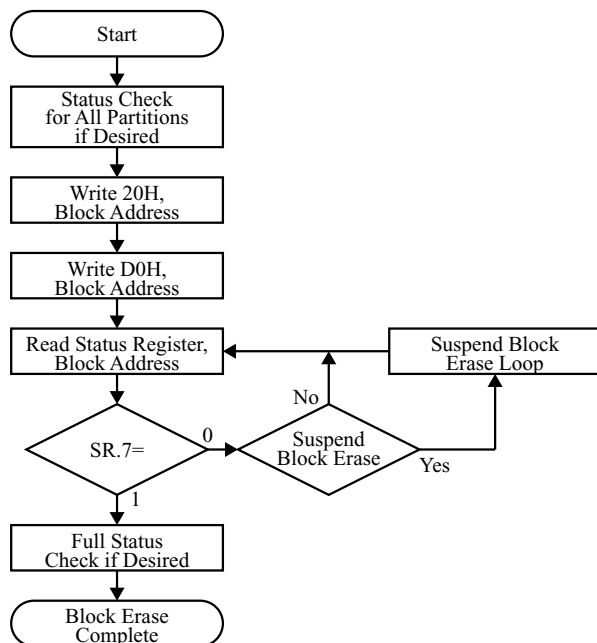 Start
Status Check
for All Partitions
if Desired
Write 20H,
Block Address
Write D0H,
Block Address
Read Status Register,
Block Address
Suspend Block
Erase Loop
No
SR.7=
0
Suspend
Block Erase
Yes
1
Full Status
Check if Desired
Block Erase
Complete